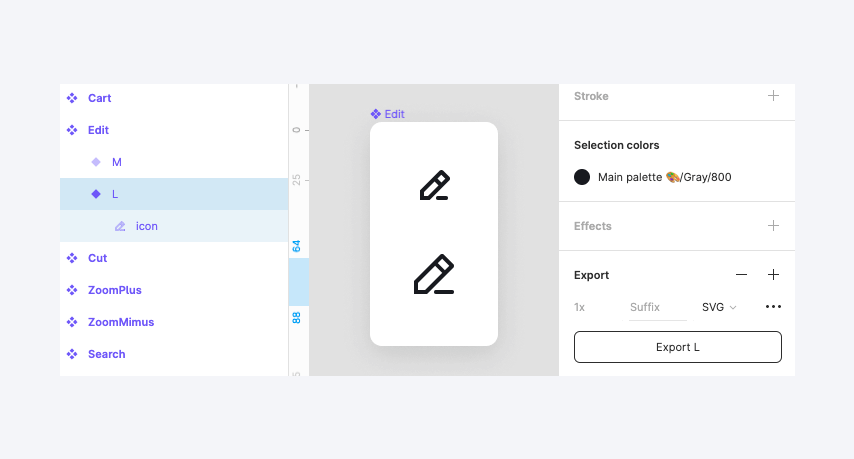 Cart
Edit
M
L
icon
Cut
ZoomPlus
ZoomMimus
Search
0
25
64
88
Edit
Stroke
Selection colors
Main palette 🎨/Gray/800
Effects
Export
1x Suffix SVG
Export L